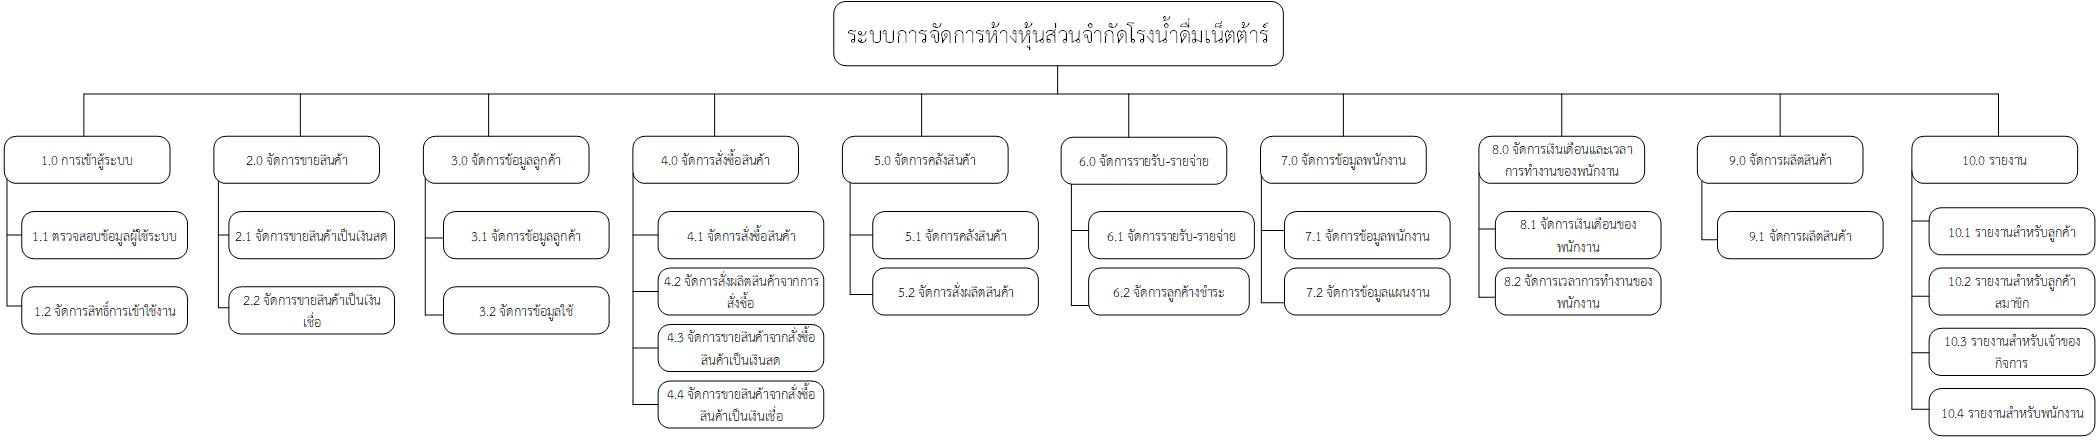 ระบบการจัดการห้างหุ้นส่วนจำกัดโรงน้ำดื่มเน็ตต้าร์
1.0 การเข้าสู่ระบบ
1.1 ตรวจสอบข้อมูลผู้ใช้ระบบ
1.2 จัดการสิทธิ์การเข้าใช้งาน
2.0 จัดการขายสินค้า
2.1 จัดการขายสินค้าเป็นเงินสด
2.2 จัดการขายสินค้าเป็นเงิน
เชื่อ
3.0 จัดการข้อมูลลูกค้า
3.1 จัดการข้อมูลลูกค้า
3.2 จัดการข้อมูลใช้
4.0 จัดการสั่งซื้อสินค้า
4.1 จัดการสั่งซื้อสินค้า
4.2 จัดการสั่งผลิตสินค้าจากการ
สั่งซื้อ
4.3 จัดการขายสินค้าจากสั่งซื้อ
สินค้าเป็นเงินสด
4.4 จัดการขายสินค้าจากสั่งซื้อ
สินค้าเป็นเงินเชื่อ
5.0 จัดการคลังสินค้า
5.1 จัดการคลังสินค้า
5.2 จัดการสั่งผลิตสินค้า
6.0 จัดการรายรับ-รายจ่าย
6.1 จัดการรายรับ-รายจ่าย
6.2 จัดการลูกค้างชำระ
7.0 จัดการข้อมูลพนักงาน
7.1 จัดการข้อมูลพนักงาน
7.2 จัดการข้อมูลแผนงาน
8.0 จัดการเงินเดือนและเวลา
การทำงานของพนักงาน
8.1 จัดการเงินเดือนของ
พนักงาน
8.2 จัดการเวลาการทำงานของ
พนักงาน
9.0 จัดการผลิตสินค้า
9.1 จัดการผลิตสินค้า
10.0 รายงาน
10.1 รายงานสำหรับลูกค้า
10.2 รายงานสำหรับลูกค้า
สมาชิก
10.3 รายงานสำหรับเจ้าของ
กิจการ
10.4 รายงานสำหรับพนักงาน